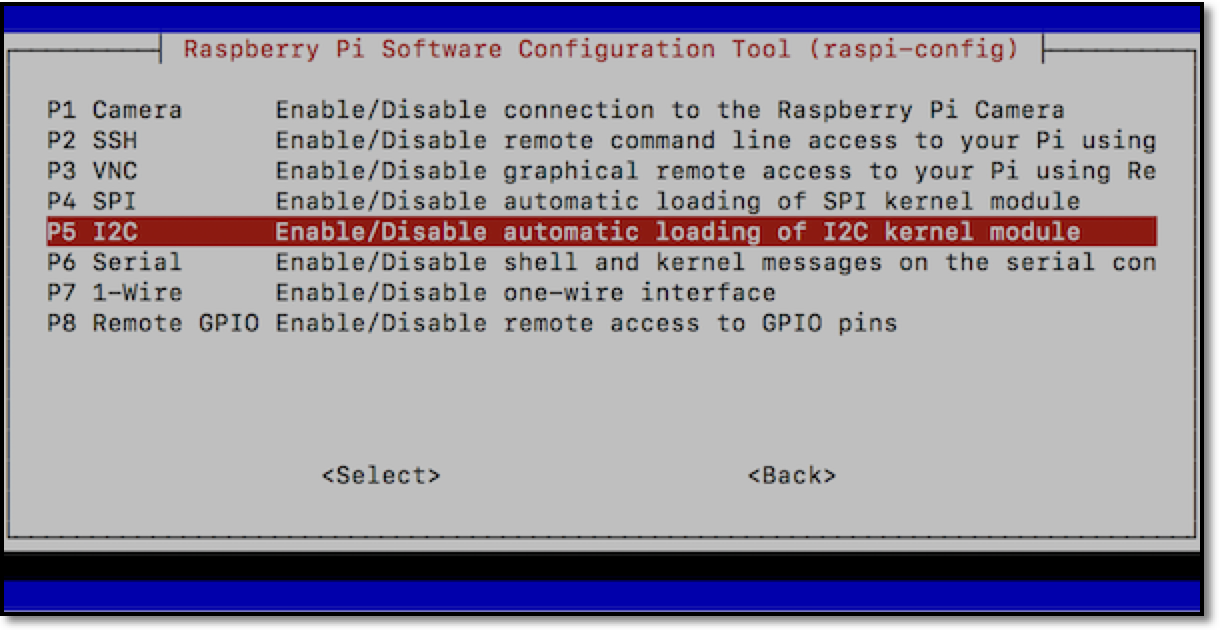 Raspberry Pi Software Configuration Tool (raspi-config)
P1 Camera Enable/Disable connection to the Raspberry Pi Camera
P2 SSH Enable/Disable remote command line access to your Pi using
P3 VNC Enable/Disable graphical remote access to your Pi using Re
P4 SPI Enable/Disable automatic loading of SPI kernel module
P5 I2C Enable/Disable automatic loading of I2C kernel module
P6 Serial Enable/Disable shell and kernel messages on the serial con
P7 1-Wire Enable/Disable one-wire interface
P8 Remote GPIO Enable/Disable remote access to GPIO pins
<Select> <Back>